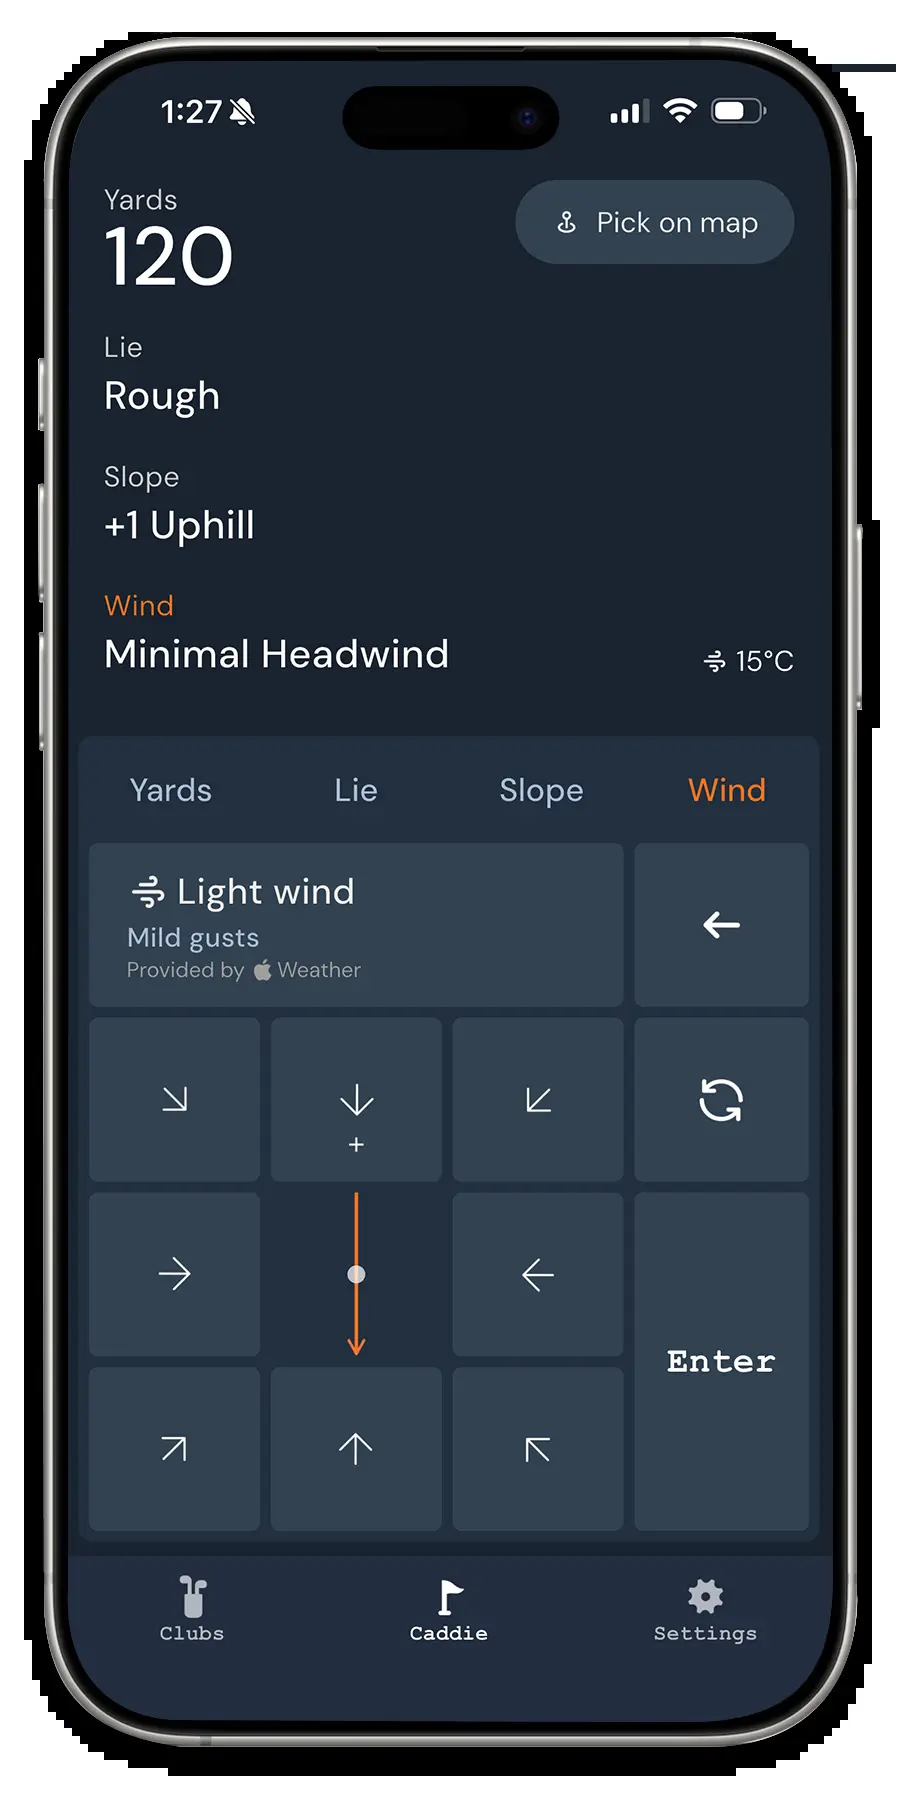 1:27
Yards
120
Pick on map
Lie
Rough
Slope
+1 Uphill
Wind
Minimal Headwind
15°C
Yards Lie Slope Wind
Light wind
Mild gusts
Provided by Weather
+
Enter
Clubs Caddie Settings